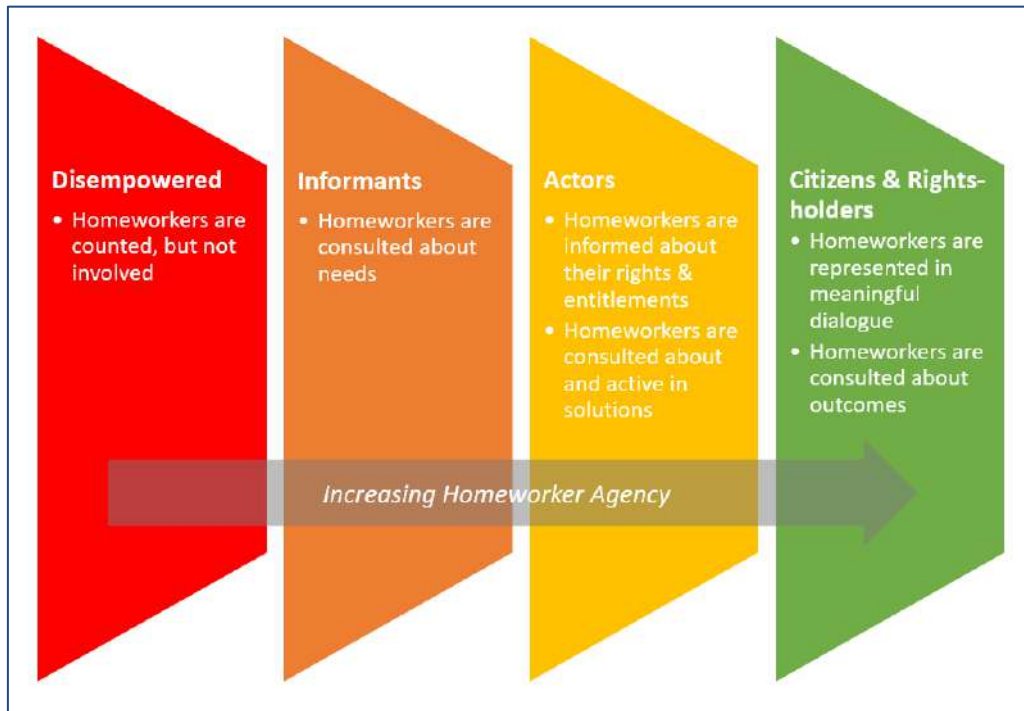 Disempowered
• Homeworkers are
counted, but not
involved
Informants
• Homeworkers are
consulted about
needs
Actors
• Homeworkers are
informed about
their rights &
entitlements
• Homeworkers are
consulted about
and active in
solutions
Citizens & Rights-
holders
• Homeworkers are
represented in
meaningful
dialogue
• Homeworkers are
consulted about
outcomes
Increasing Homeworker Agency